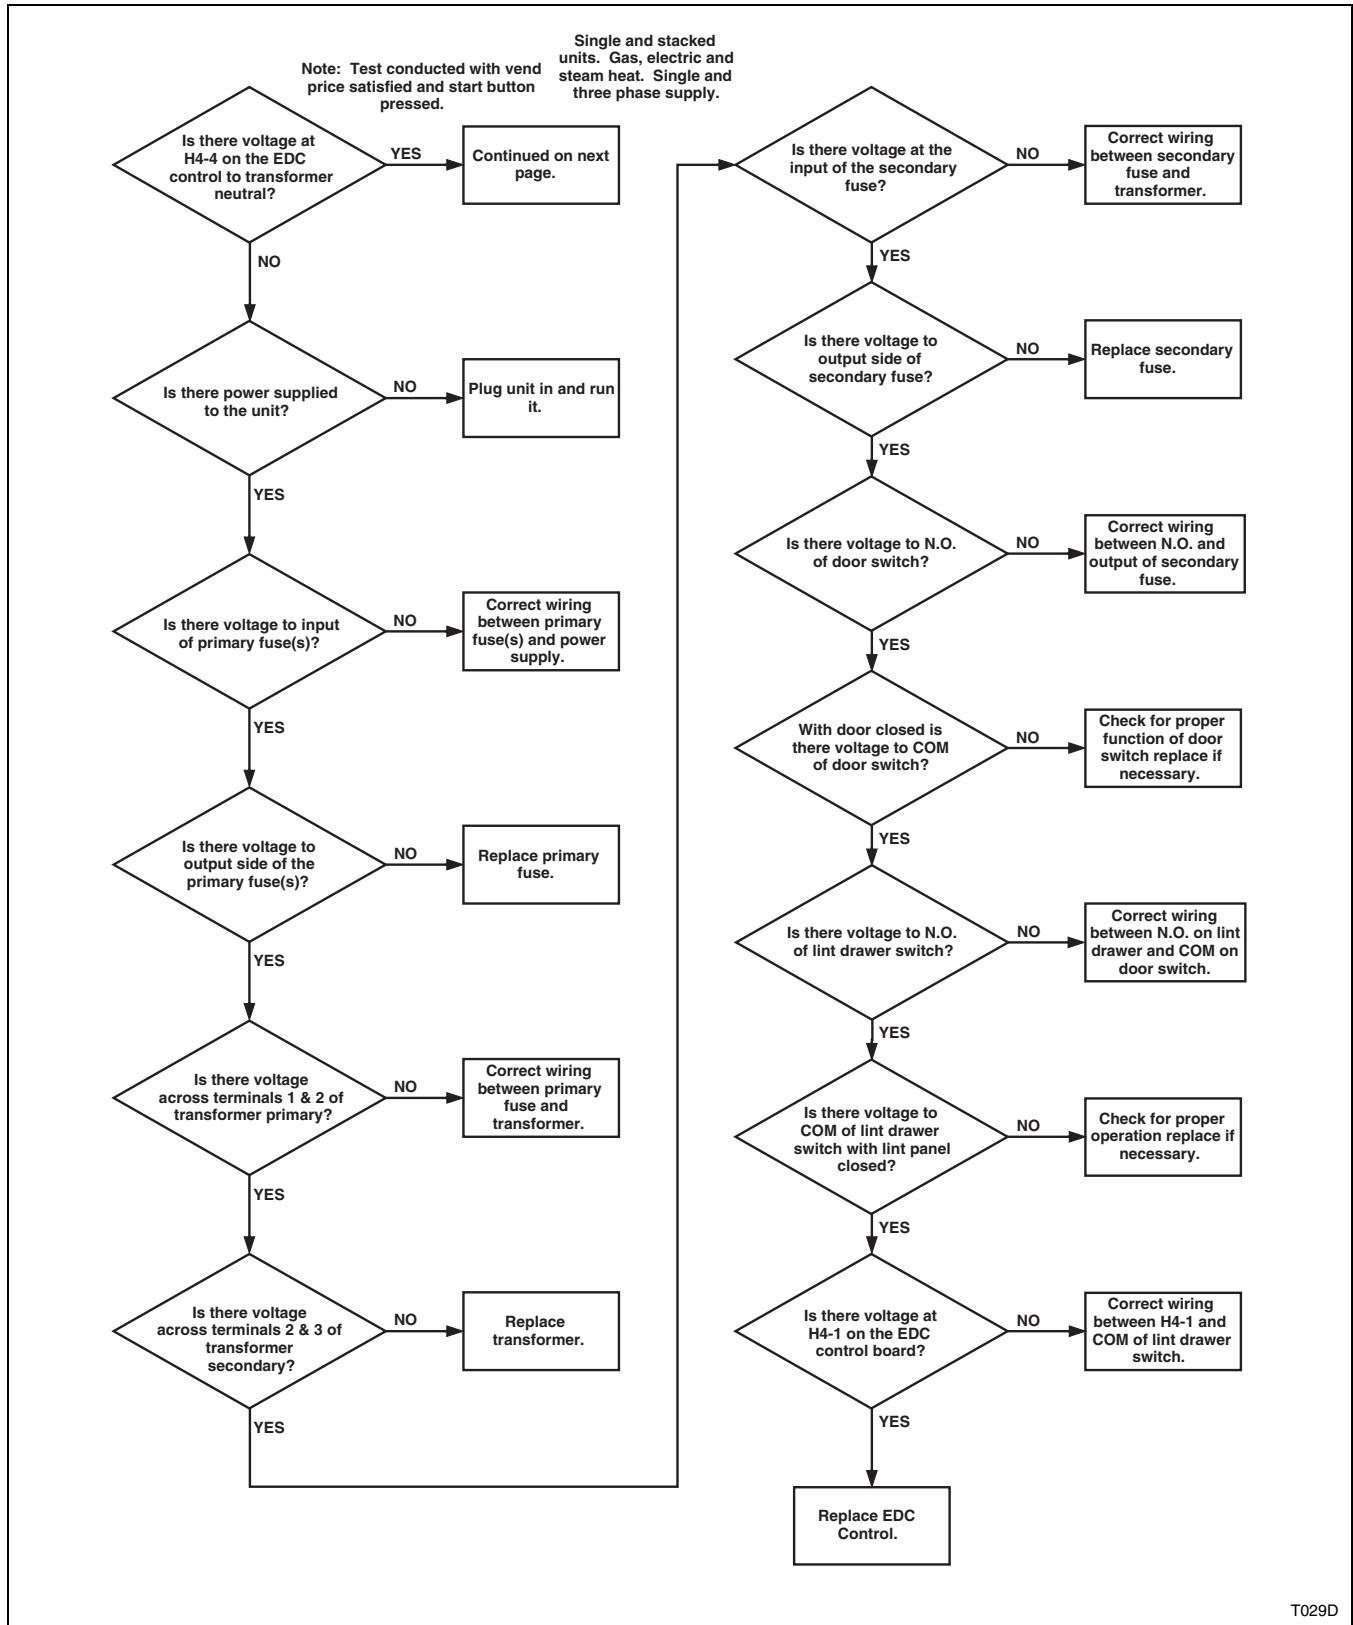 Note: Test conducted with vend
price satisfied and start button
pressed.
Single and stacked
units. Gas, electric and
steam heat. Single and
three phase supply.
Is there voltage at
H4-4 on the EDC
control to transformer
neutral?
YES
Continued on next
page.
NO
Is there power supplied
to the unit?
NO
Plug unit in and run
it.
YES
Is there voltage to input
of primary fuse(s)?
NO
Correct wiring
between primary
fuse(s) and power
supply.
YES
Is there voltage to
output side of the
primary fuse(s)?
NO
Replace primary
fuse.
YES
Is there voltage
across terminals 1 & 2 of
transformer primary?
NO
Correct wiring
between primary
fuse and
transformer.
YES
Is there voltage
across terminals 2 & 3 of
transformer
secondary?
NO
Replace
transformer.
YES
Is there voltage at the
input of the secondary
fuse?
NO
Correct wiring
between secondary
fuse and
transformer.
YES
Is there voltage to
output side of
secondary fuse?
NO
Replace secondary
fuse.
YES
Is there voltage to N.O.
of door switch?
NO
Correct wiring
between N.O. and
output of secondary
fuse.
YES
With door closed is
there voltage to COM
of door switch?
NO
Check for proper
function of door
switch replace if
necessary.
YES
Is there voltage to N.O.
of lint drawer switch?
NO
Correct wiring
between N.O. on lint
drawer and COM on
door switch.
YES
Is there voltage to
COM of lint drawer
switch with lint panel
closed?
NO
Check for proper
operation replace if
necessary.
YES
Is there voltage at
H4-1 on the EDC
control board?
NO
Correct wiring
between H4-1 and
COM of lint drawer
switch.
YES
Replace EDC
Control.
T029D